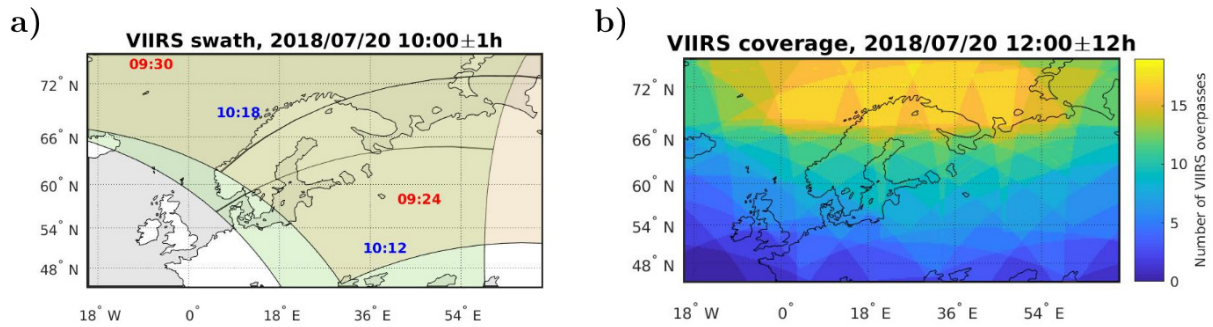 a)
VIIRS swath, 2018/07/20 10:00±1h
09:30
10:18
09:24
10:12
72° N
66° N
60° N
54° N
48° N
18° W
0°
18° E
36° E
54° E
b)
VIIRS coverage, 2018/07/20 12:00±12h
72° N
66° N
60° N
54° N
48° N
18° W
0°
18° E
36° E
54° E
15
10
5
0
Number of VIIRS overpasses